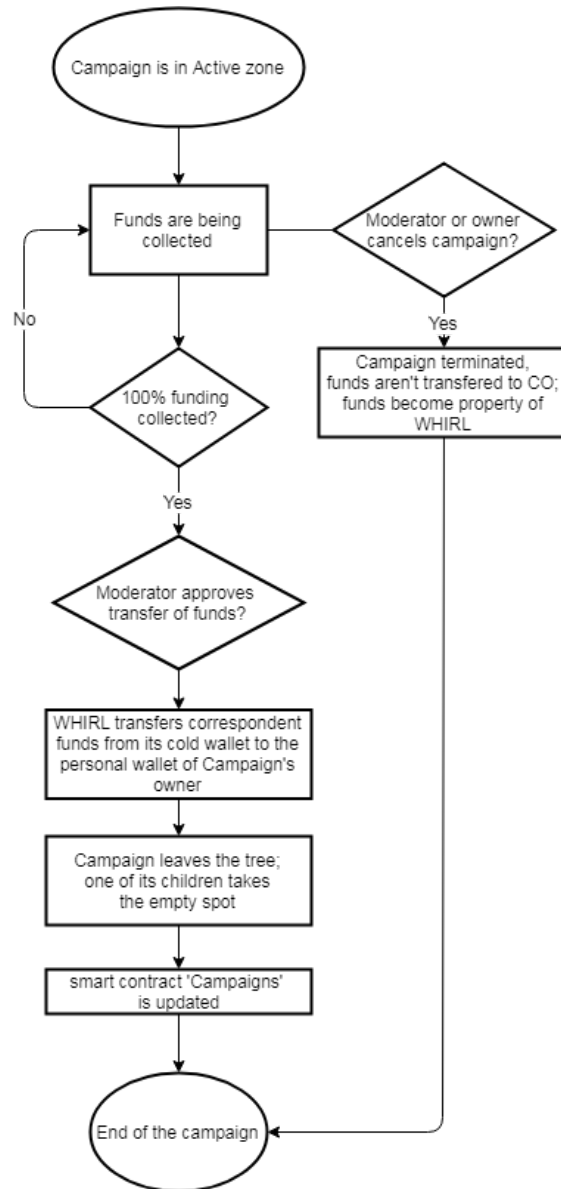 Campaign is in Active zone
Funds are being
collected
Moderator or owner
cancels campaign?
No
Yes
100% funding
collected?
Campaign terminated,
funds aren't transfered to CO;
funds become property of
WHIRL
Yes
Moderator approves
transfer of funds?
WHIRL transfers correspondent
funds from its cold wallet to the
personal wallet of Campaign's
owner
Campaign leaves the tree;
one of its children takes
the empty spot
smart contract 'Campaigns'
is updated
End of the campaign